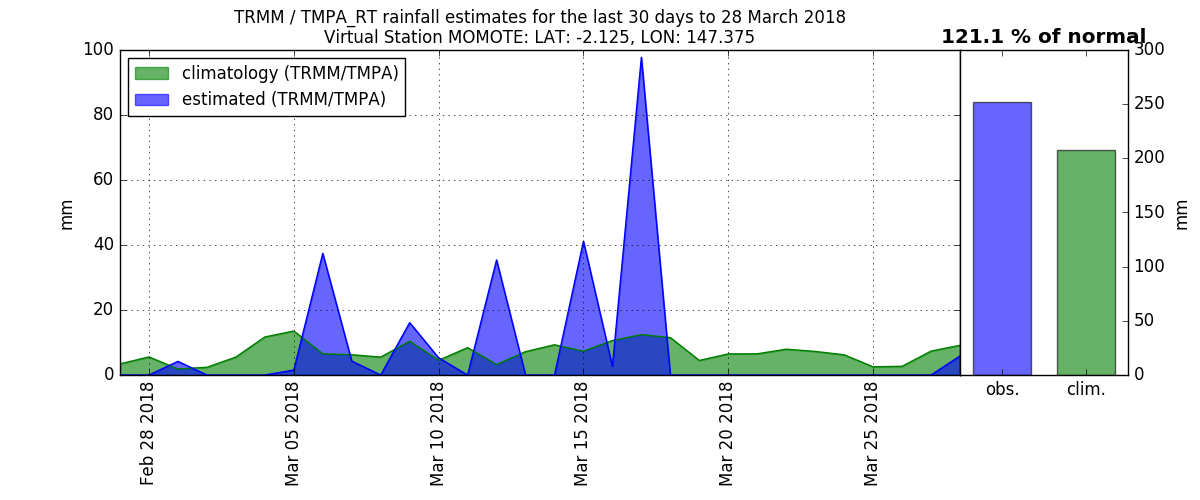 TRMM / TMPA_RT rainfall estimates for the last 30 days to 28 March 2018
Virtual Station MOMOTE: LAT: -2.125, LON: 147.375
121.1 % of normal
climatology (TRMM/TMPA)
estimated (TRMM/TMPA)
100
80
60
40
20
0
mm
Feb 28 2018
Mar 05 2018
Mar 10 2018
Mar 15 2018
Mar 20 2018
Mar 25 2018
300
250
200
150
100
50
0
mm
obs.
clim.